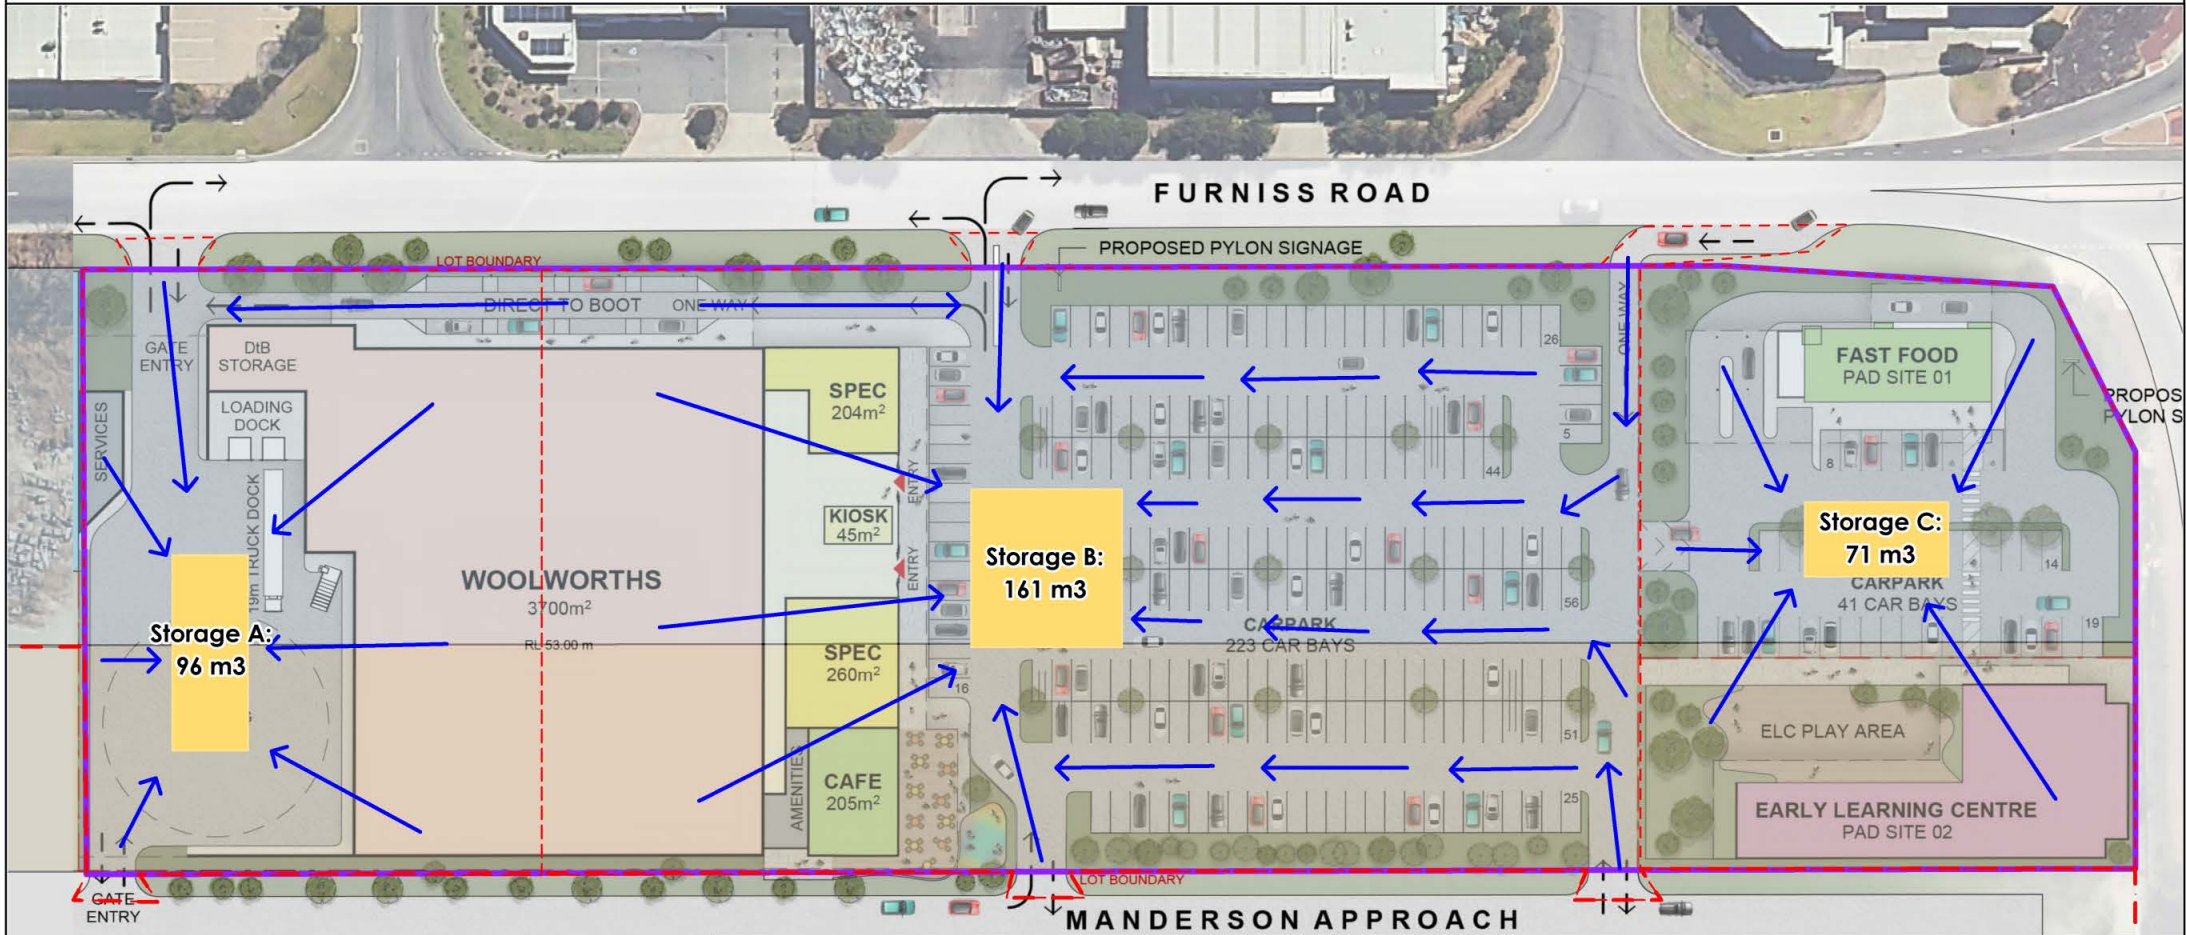 FURNISS ROAD
PROPOSED PYLON SIGNAGE
LOT BOUNDARY
DIRECT TO BOOT
ONE WAY
ONE WAY
GATE
ENTRY
DtB
STORAGE
LOADING
DOCK
SERVICES
19m TRUCK DOCK
SPEC
204m²
ENTRY
KIOSK
45m²
ENTRY
WOOLWORTHS
3700m²
RL 53.00 m
SPEC
260m²
AMENITIES
CAFE
205m²
Storage A:
96 m3
Storage B:
161 m3
Storage C:
71 m3
26
5
44
56
CARPARK
223 CAR BAYS
16
51
25
FAST FOOD
PAD SITE 01
PROPOS
PYLON S
8
14
CARPARK
41 CAR BAYS
19
ELC PLAY AREA
EARLY LEARNING CENTRE
PAD SITE 02
LOT BOUNDARY
GATE
ENTRY
MANDERSON APPROACH